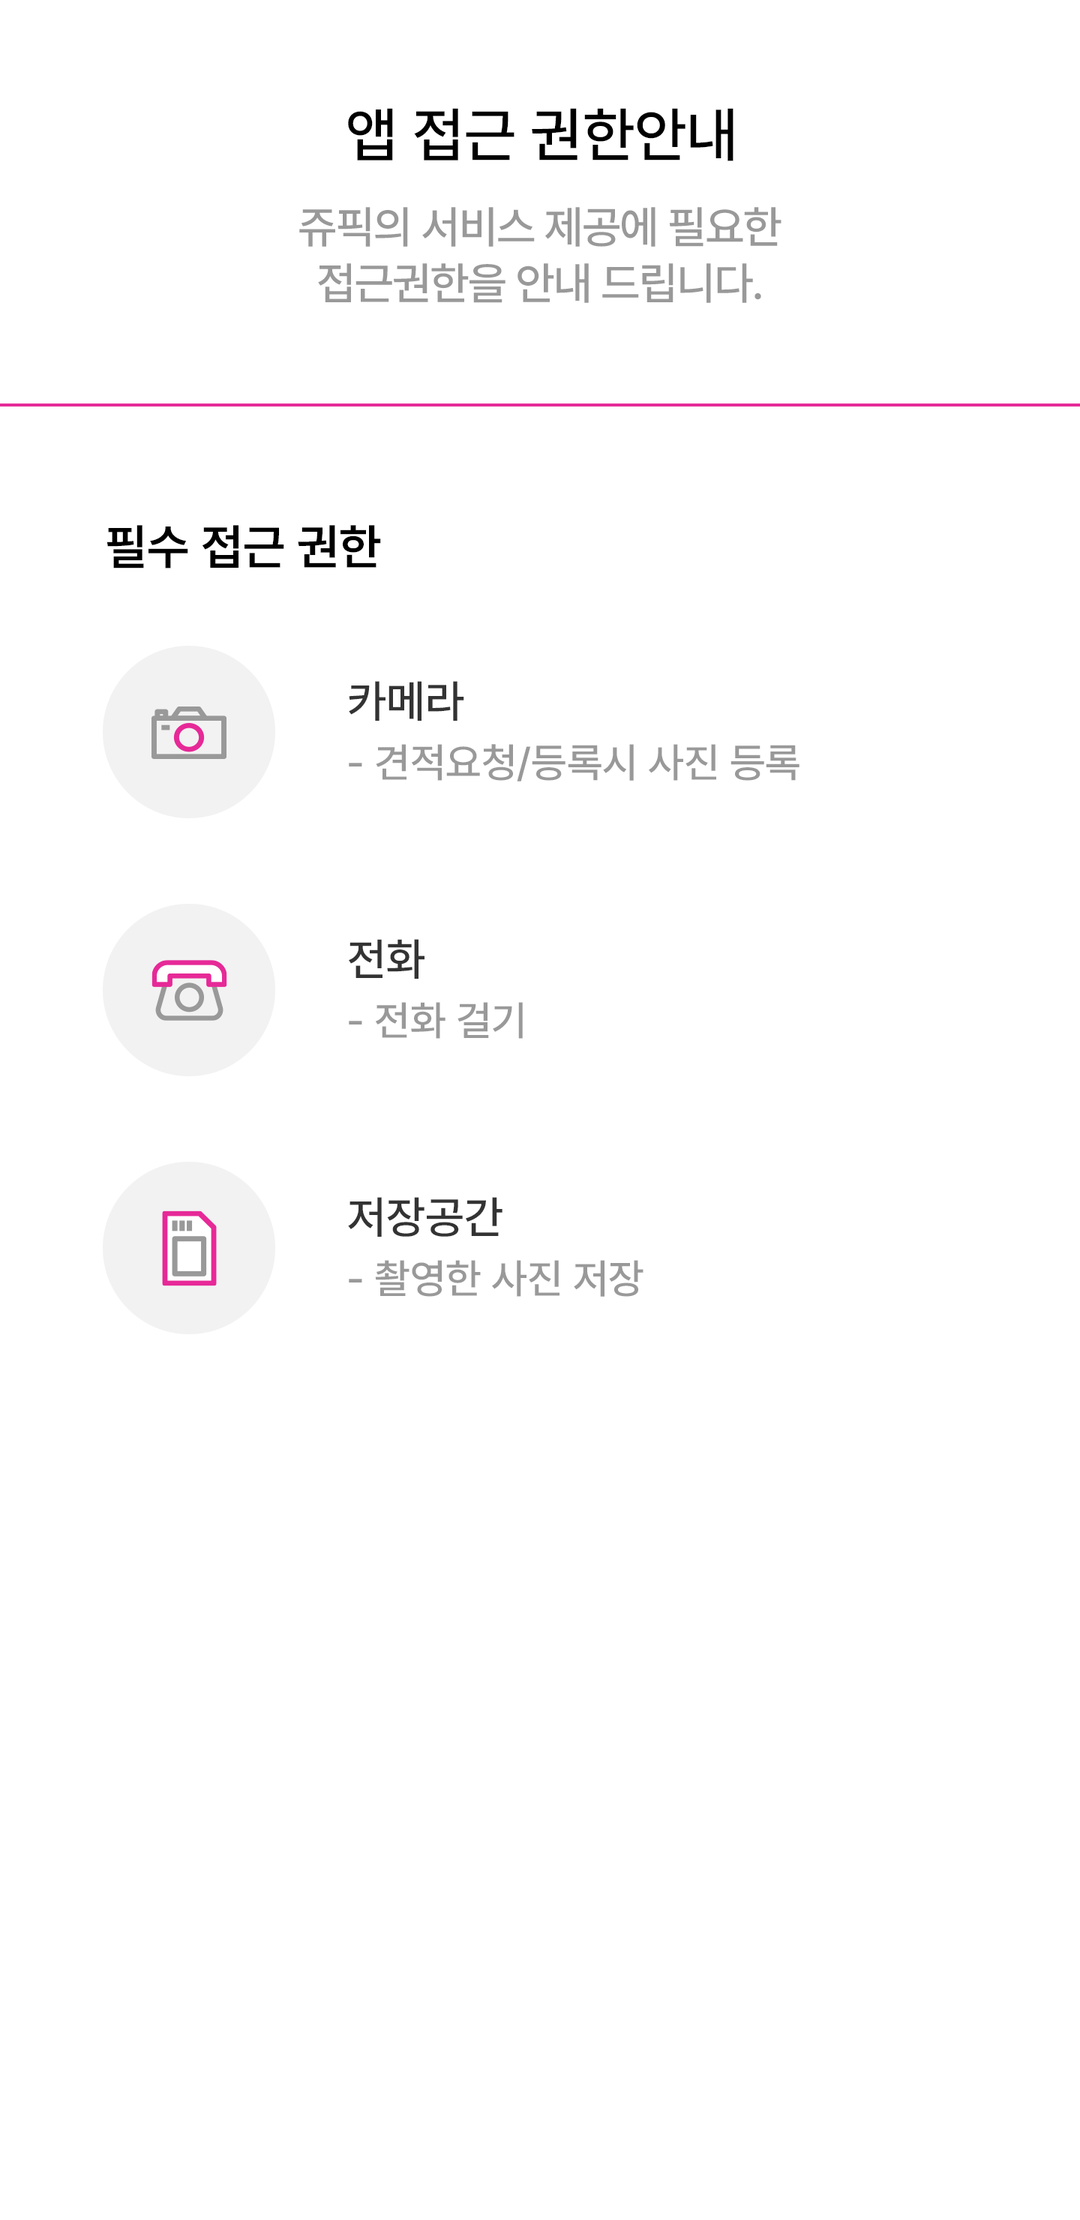 앱 접근 권한안내
쥬픽의 서비스 제공에 필요한
접근권한을 안내 드립니다.
필수 접근 권한
카메라
- 견적요청/등록시 사진 등록
전화
- 전화 걸기
저장공간
- 촬영한 사진 저장